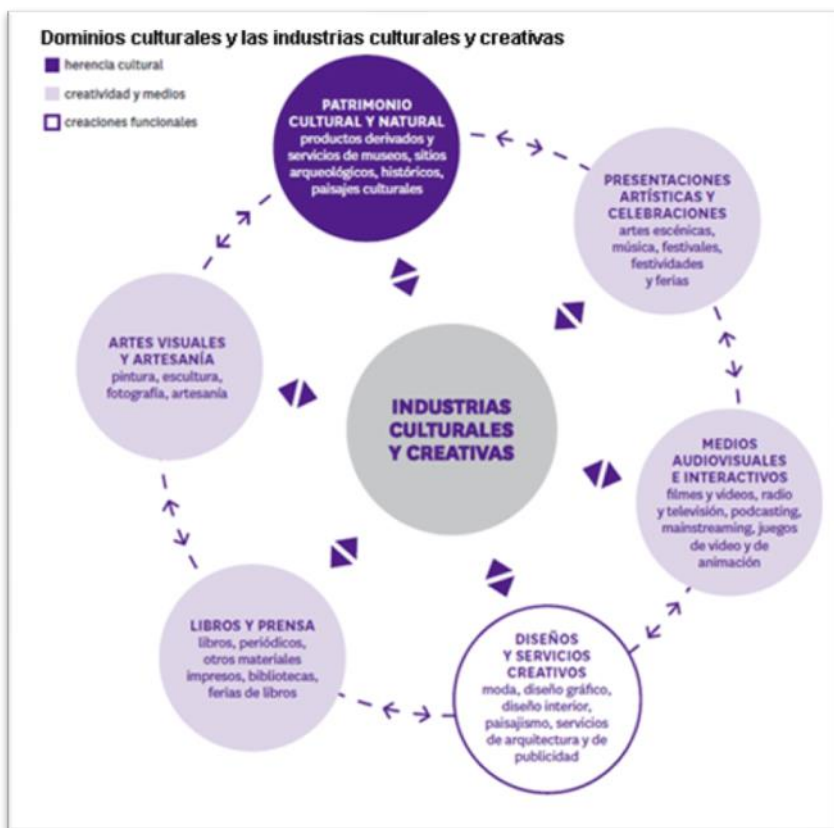 Dominios culturales y las industrias culturales y creativas
herencia cultural
creatividad y medios
creaciones funcionales
PATRIMONIO
CULTURAL Y NATURAL
productos derivados y
servicios de museos, sitios
arqueológicos, históricos,
paisajes culturales
PRESENTACIONES
ARTÍSTICAS Y
CELEBRACIONES
artes escénicas,
música, festivales,
festividades
y ferias
ARTES VISUALES
Y ARTESANÍA
pintura, escultura,
fotografía, artesanía
INDUSTRIAS
CULTURALES
Y CREATIVAS
MEDIOS
AUDIOVISUALES
E INTERACTIVOS
filmes y vídeos, radio
y televisión, podcasting,
mainstreaming, juegos
de video y de
animación
LIBROS Y PRENSA
libros, periódicos,
otros materiales
impresos, bibliotecas,
ferias de libros
DISEÑOS
Y SERVICIOS
CREATIVOS
moda, diseño gráfico,
diseño interior,
paisajismo, servicios
de arquitectura y de
publicidad